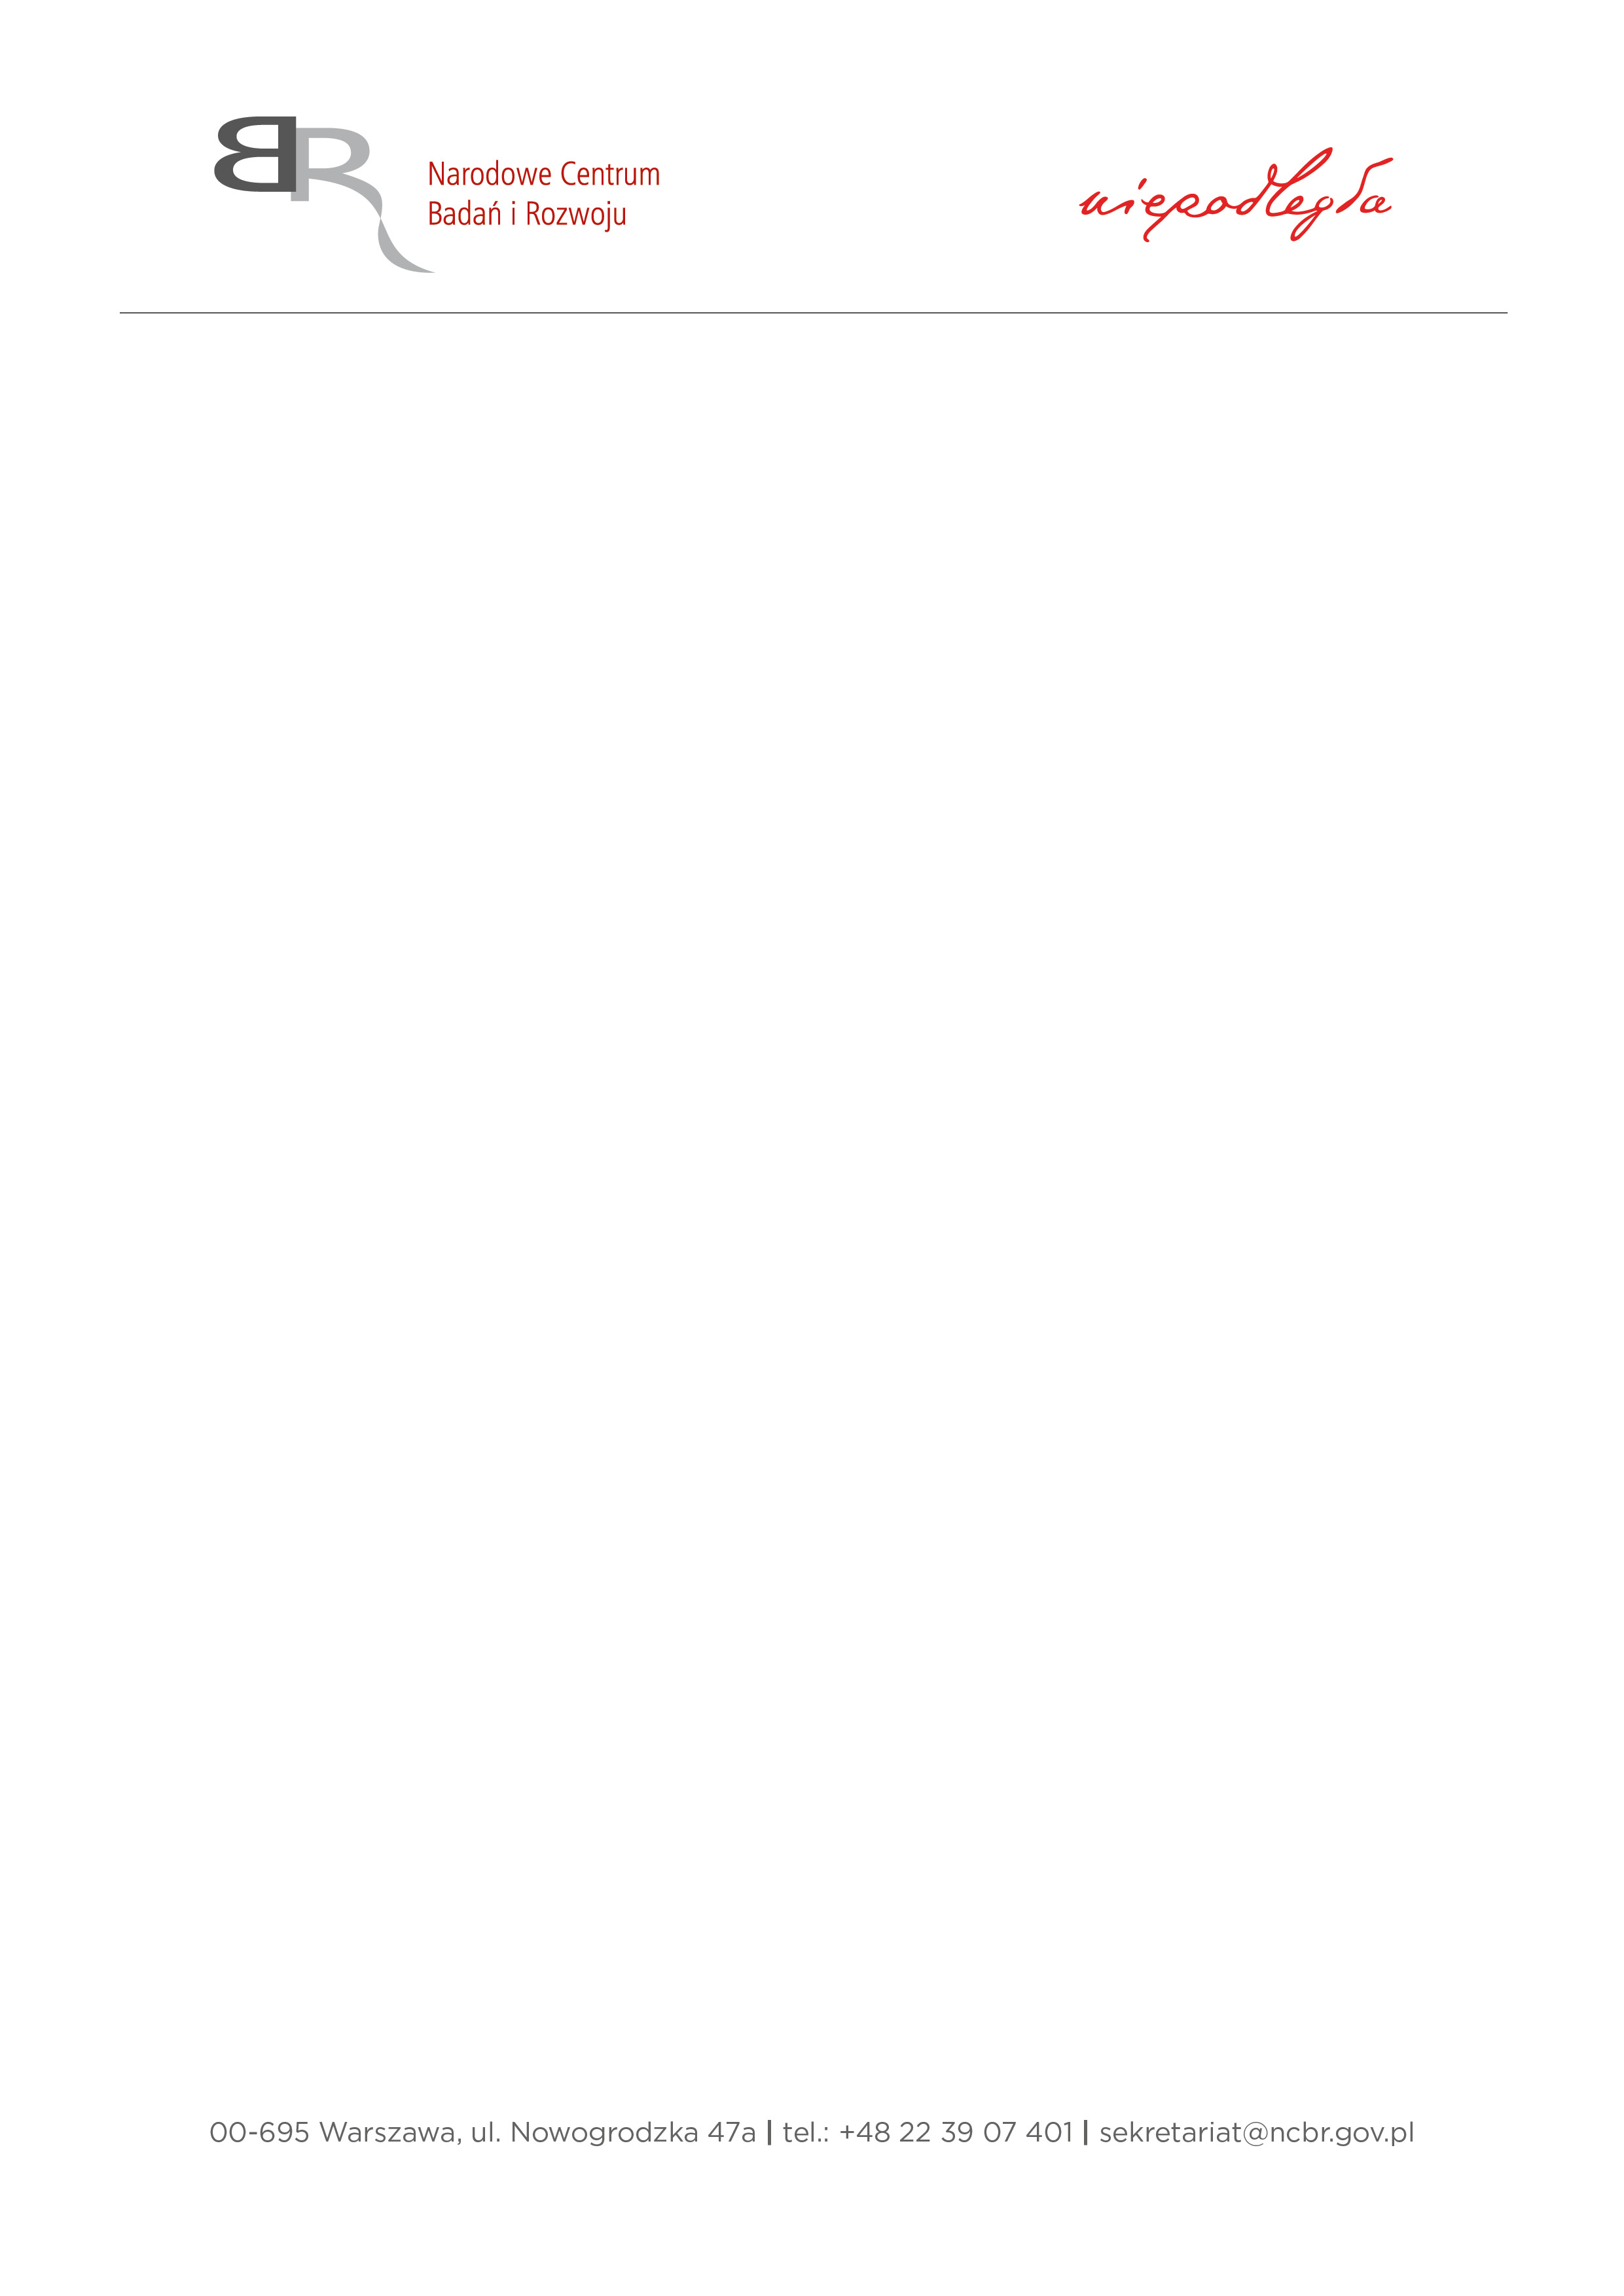 BR
Narodowe Centrum
Badań i Rozwoju
niepodległa
00-695 Warszawa, ul. Nowogrodzka 47a | tel.: +48 22 39 07 401 | sekretariat@ncbr.gov.pl